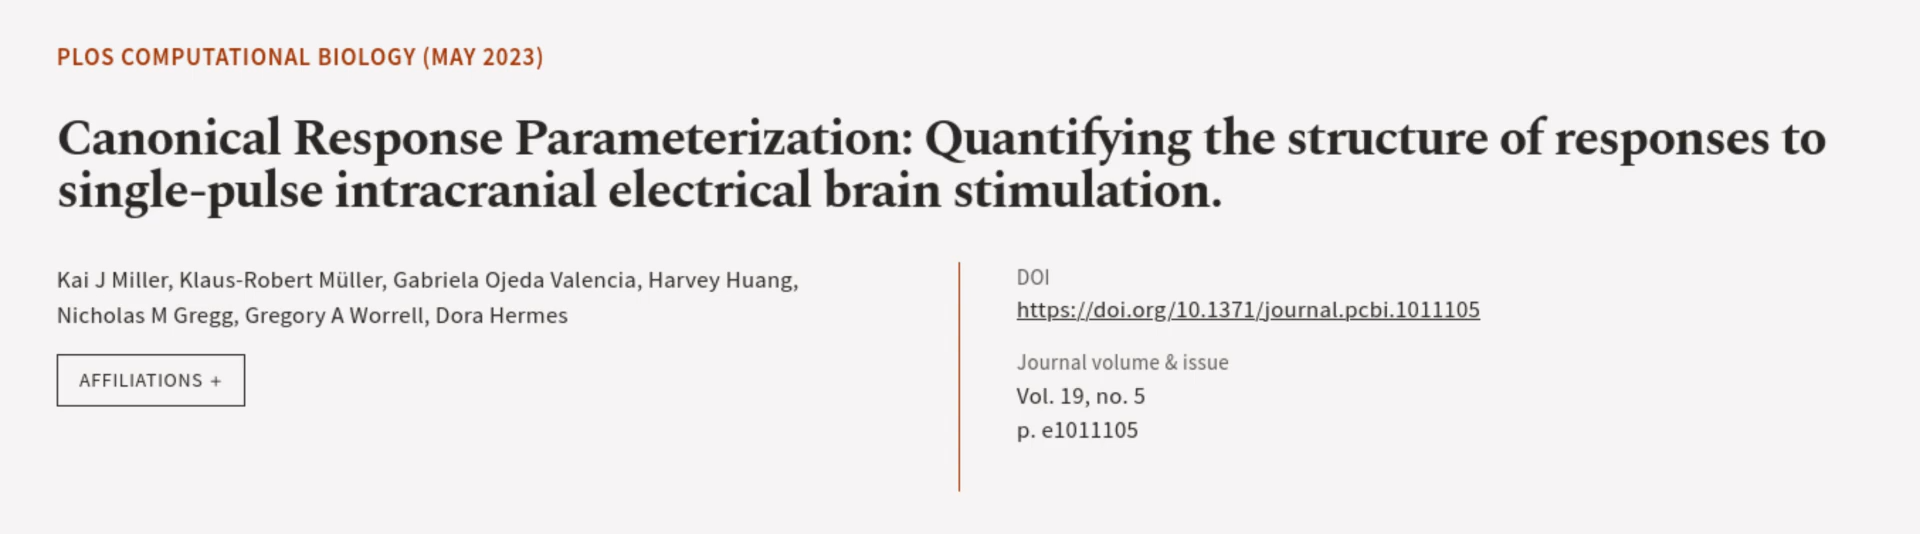 PLOS COMPUTATIONAL BIOLOGY (MAY 2023)
Canonical Response Parameterization: Quantifying the structure of responses to
single-pulse intracranial electrical brain stimulation.
Kai J Miller, Klaus-Robert Müller, Gabriela Ojeda Valencia, Harvey Huang,
Nicholas M Gregg, Gregory A Worrell, Dora Hermes
AFFILIATIONS +
DOI
https://doi.org/10.1371/journal.pcbi.1011105
Journal volume & issue
Vol. 19, no. 5
p. e1011105